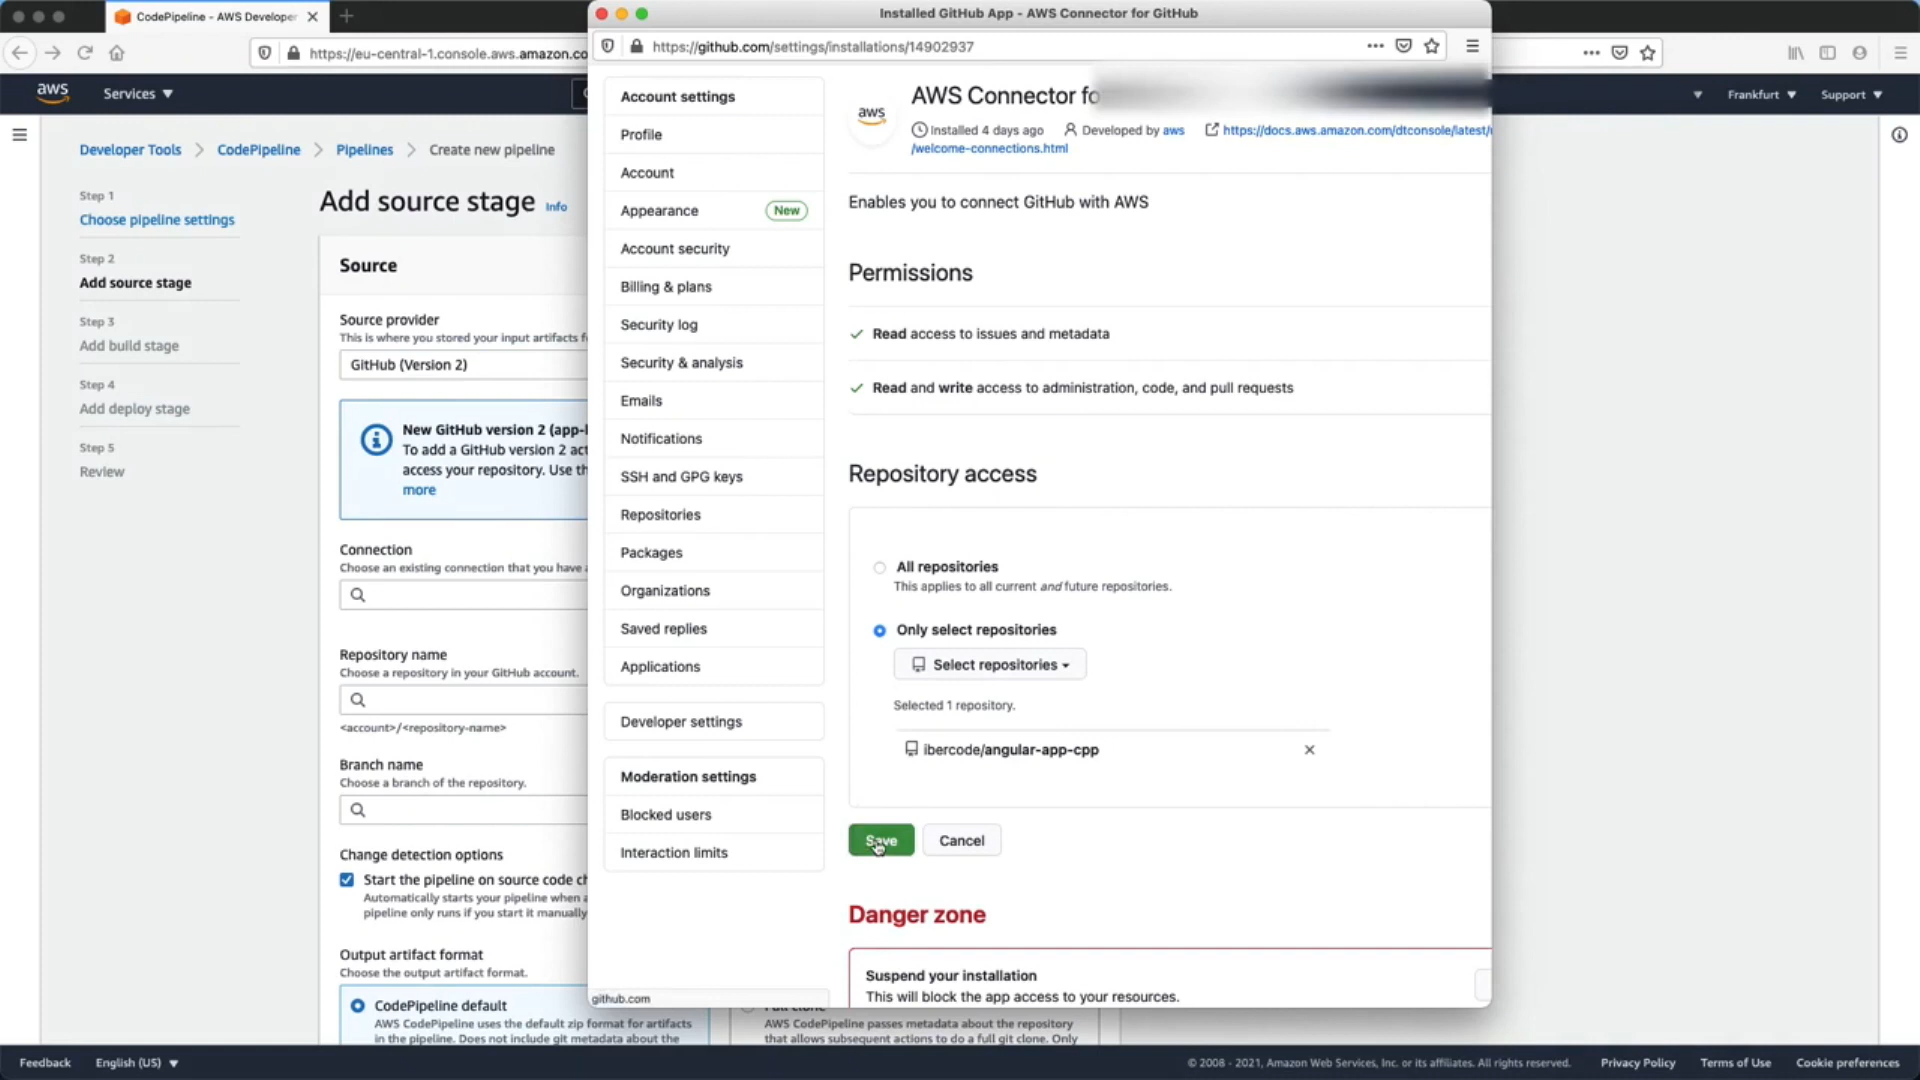 CodePipeline - AWS Developer
https://eu-central-1.console.aws.amazon.co
aws
Services
Frankfurt
Support
Developer Tools
CodePipeline
Pipelines
Create new pipeline
Step 1
Choose pipeline settings
Step 2
Add source stage
Step 3
Add build stage
Step 4
Add deploy stage
Step 5
Review
Add source stage
Info
Source
Source provider
This is where you stored your input artifacts f
GitHub (Version 2)
New GitHub version 2 (app-
To add a GitHub version 2 act
access your repository. Use th
more
Connection
Choose an existing connection that you have a
Repository name
Choose a repository in your GitHub account.
<account>/<repository-name>
Branch name
Choose a branch of the repository.
Change detection options
Start the pipeline on source code ch
Automatically starts your pipeline when a
pipeline only runs if you start it manually
Output artifact format
Choose the output artifact format.
CodePipeline default
AWS CodePipeline uses the default zip format for artifacts
in the pipeline. Does not include git metadata about the
AWS CodePipeline passes metadata about the repository
that allows subsequent actions to do a full git clone. Only
Installed GitHub App - AWS Connector for GitHub
https://github.com/settings/installations/14902937
Account settings
Profile
Account
Appearance
New
Account security
Billing & plans
Security log
Security & analysis
Emails
Notifications
SSH and GPG keys
Repositories
Packages
Organizations
Saved replies
Applications
Developer settings
Moderation settings
Blocked users
Interaction limits
github.com
aws
AWS Connector fo
Installed 4 days ago
Developed by aws
https://docs.aws.amazon.com/dtconsole/latest/u
/welcome-connections.html
Enables you to connect GitHub with AWS
Permissions
Read access to issues and metadata
Read and write access to administration, code, and pull requests
Repository access
All repositories
This applies to all current and future repositories.
Only select repositories
Select repositories
Selected 1 repository.
ibercode/angular-app-cpp
Save
Cancel
Danger zone
Suspend your installation
This will block the app access to your resources.
Feedback
English (US)
© 2008 - 2021, Amazon Web Services, Inc. or its affiliates. All rights reserved.
Privacy Policy
Terms of Use
Cookie preferences